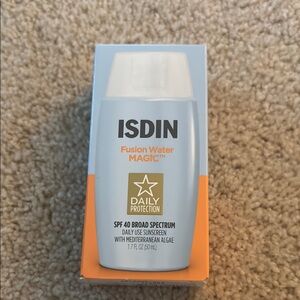 ISDIN
Fusion Water
MAGIC™
DAILY
PROTECTION
SPF 40 BROAD SPECTRUM
DAILY USE SUNSCREEN
WITH MEDITERRANEAN ALGAE
1.7 FL OZ (50 mL)